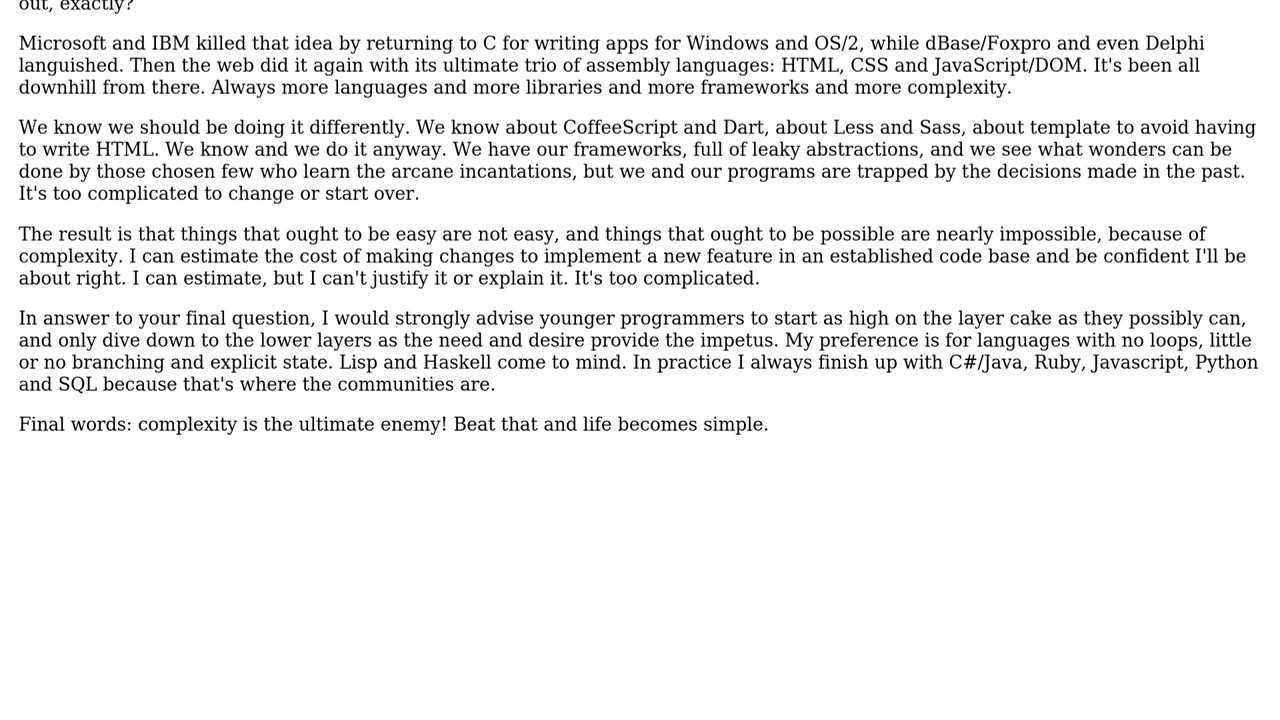 out, exactly?
Microsoft and IBM killed that idea by returning to C for writing apps for Windows and OS/2, while dBase/Foxpro and even Delphi
languished. Then the web did it again with its ultimate trio of assembly languages: HTML, CSS and JavaScript/DOM. It's been all
downhill from there. Always more languages and more libraries and more frameworks and more complexity.
We know we should be doing it differently. We know about CoffeeScript and Dart, about Less and Sass, about template to avoid having
to write HTML. We know and we do it anyway. We have our frameworks, full of leaky abstractions, and we see what wonders can be
done by those chosen few who learn the arcane incantations, but we and our programs are trapped by the decisions made in the past.
It's too complicated to change or start over.
The result is that things that ought to be easy are not easy, and things that ought to be possible are nearly impossible, because of
complexity. I can estimate the cost of making changes to implement a new feature in an established code base and be confident I'll be
about right. I can estimate, but I can't justify it or explain it. It's too complicated.
In answer to your final question, I would strongly advise younger programmers to start as high on the layer cake as they possibly can,
and only dive down to the lower layers as the need and desire provide the impetus. My preference is for languages with no loops, little
or no branching and explicit state. Lisp and Haskell come to mind. In practice I always finish up with C#/Java, Ruby, Javascript, Python
and SQL because that's where the communities are.
Final words: complexity is the ultimate enemy! Beat that and life becomes simple.